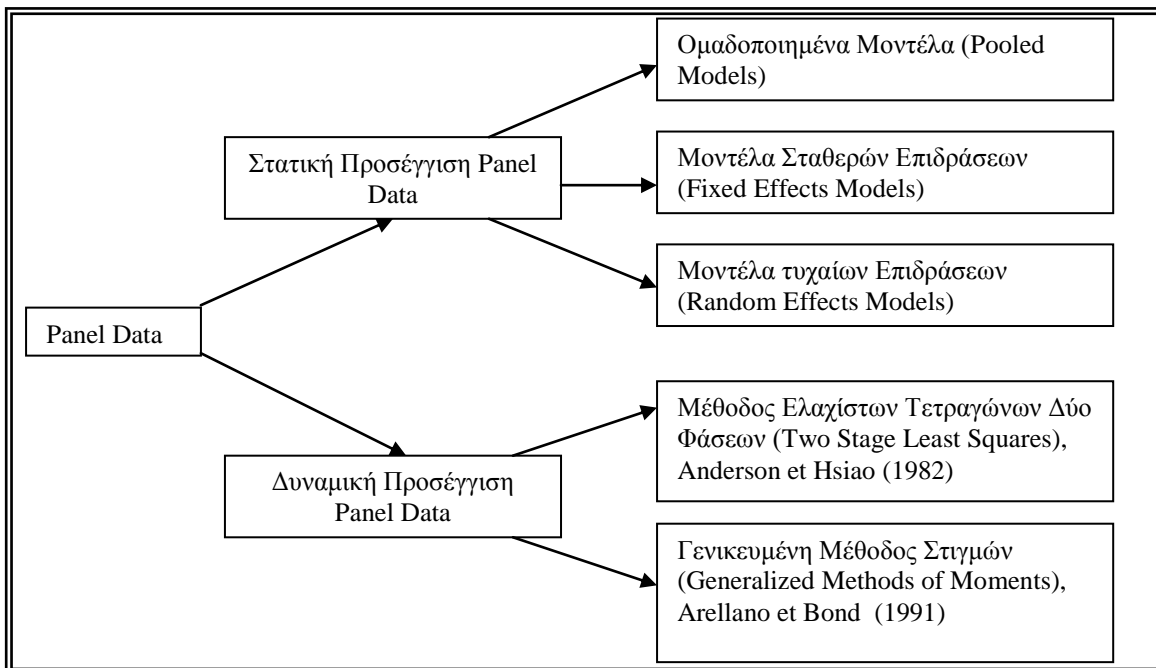 Ομαδοποιημένα Μοντέλα (Pooled
Models)
Στατική Προσέγγιση Panel
Data
Μοντέλα Σταθερών Επιδράσεων
(Fixed Effects Models)
Μοντέλα τυχαίων Επιδράσεων
(Random Effects Models)
Panel Data
Μέθοδος Ελαχίστων Τετραγώνων Δύο
Φάσεων (Two Stage Least Squares),
Anderson et Hsiao (1982)
Δυναμική Προσέγγιση
Panel Data
Γενικευμένη Μέθοδος Στιγμών
(Generalized Methods of Moments),
Arellano et Bond (1991)